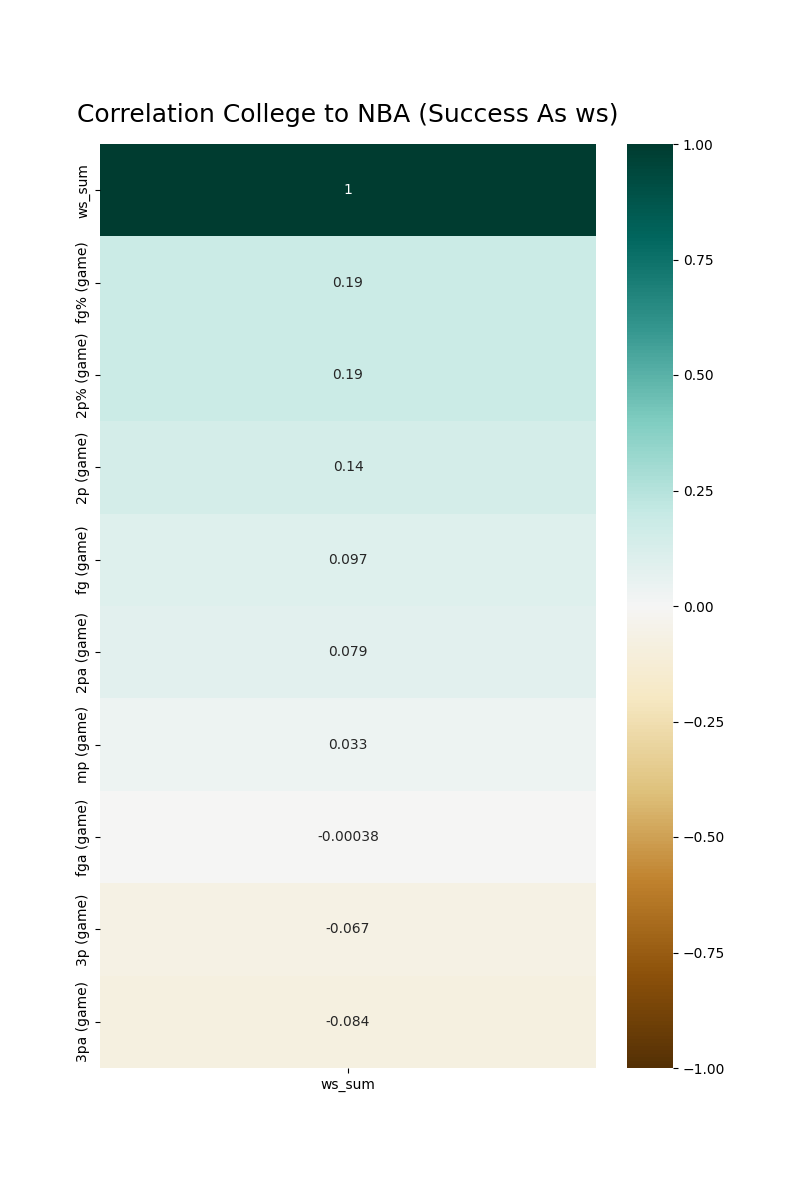 Correlation College to NBA (Success As ws)
ws_sum
1
fg% (game)
0.19
2p% (game)
0.19
2p (game)
0.14
fg (game)
0.097
2pa (game)
0.079
mp (game)
0.033
fga (game)
-0.00038
3p (game)
-0.067
3pa (game)
-0.084
ws_sum
1.00
0.75
0.50
0.25
0.00
−0.25
−0.50
−0.75
−1.00